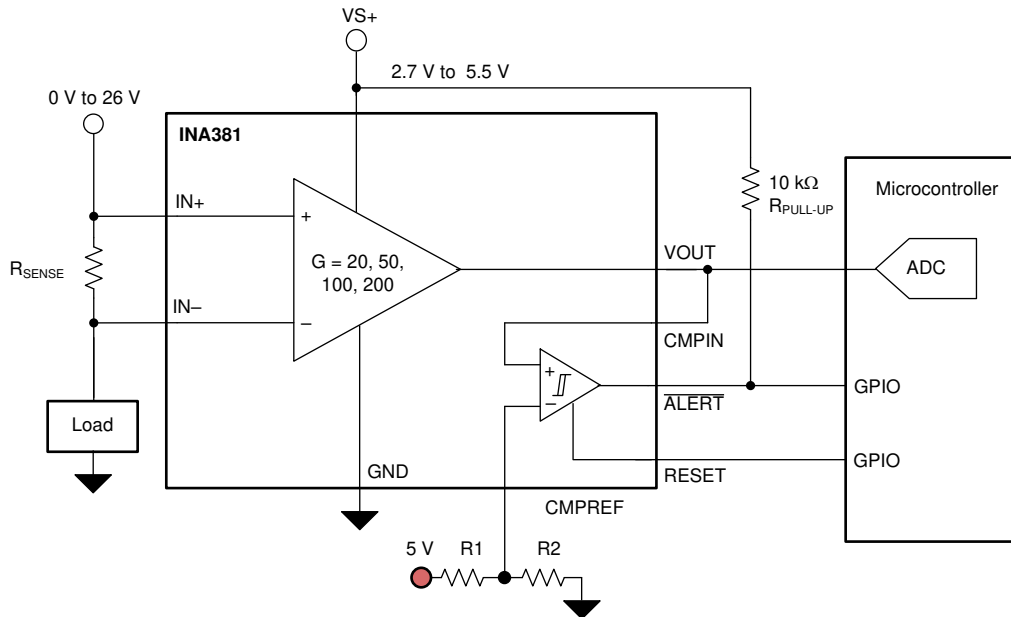 VS+
2.7 V to 5.5 V
0 V to 26 V
INA381
10 kΩ
RPULL-UP
Microcontroller
IN+
+
G = 20, 50,
100, 200
VOUT
ADC
RSENSE
IN–
–
CMPIN
+
–
ALERT
GPIO
Load
GND
RESET
GPIO
CMPREF
5 V
R1
R2